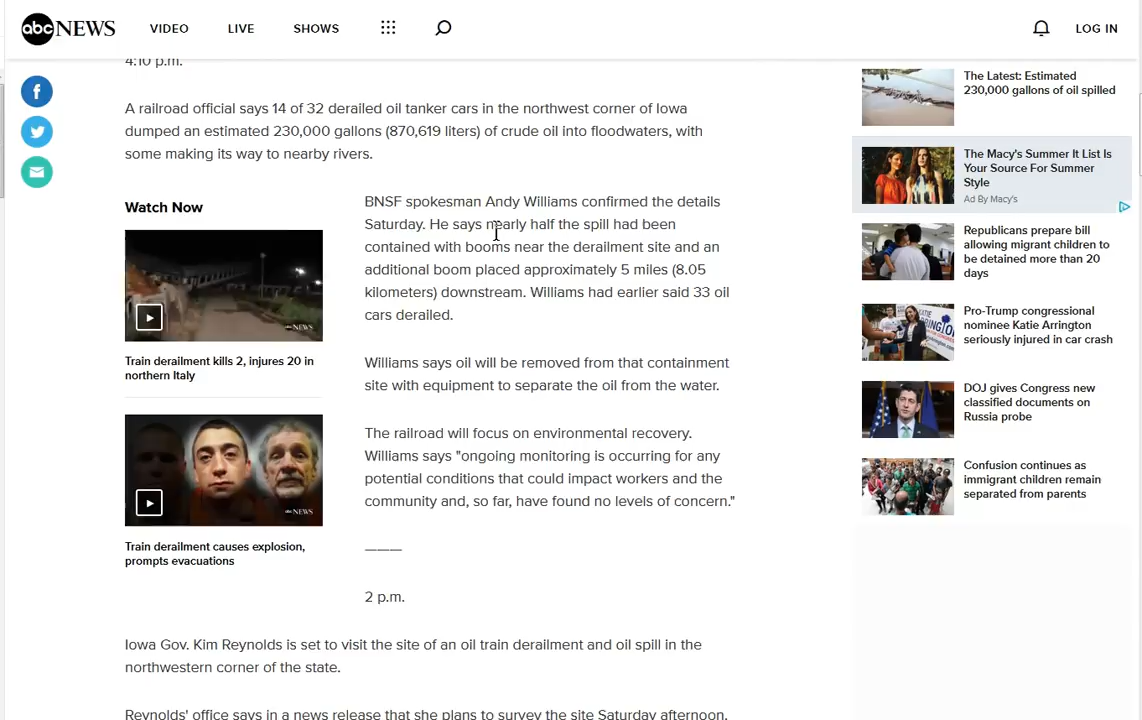 abc NEWS VIDEO LIVE SHOWS LOG IN
4:10 p.m.
A railroad official says 14 of 32 derailed oil tanker cars in the northwest corner of Iowa
dumped an estimated 230,000 gallons (870,619 liters) of crude oil into floodwaters, with
some making its way to nearby rivers.
Watch Now
abc NEWS
Train derailment kills 2, injures 20 in
northern Italy
abc NEWS
Train derailment causes explosion,
prompts evacuations
BNSF spokesman Andy Williams confirmed the details
Saturday. He says nearly half the spill had been
contained with booms near the derailment site and an
additional boom placed approximately 5 miles (8.05
kilometers) downstream. Williams had earlier said 33 oil
cars derailed.
Williams says oil will be removed from that containment
site with equipment to separate the oil from the water.
The railroad will focus on environmental recovery.
Williams says "ongoing monitoring is occurring for any
potential conditions that could impact workers and the
community and, so far, have found no levels of concern."
———
2 p.m.
Iowa Gov. Kim Reynolds is set to visit the site of an oil train derailment and oil spill in the
northwestern corner of the state.
Reynolds' office says in a news release that she plans to survey the site Saturday afternoon.
The Latest: Estimated
230,000 gallons of oil spilled
The Macy's Summer It List Is
Your Source For Summer
Style
Ad By Macy's
Republicans prepare bill
allowing migrant children to
be detained more than 20
days
Pro-Trump congressional
nominee Katie Arrington
seriously injured in car crash
DOJ gives Congress new
classified documents on
Russia probe
Confusion continues as
immigrant children remain
separated from parents